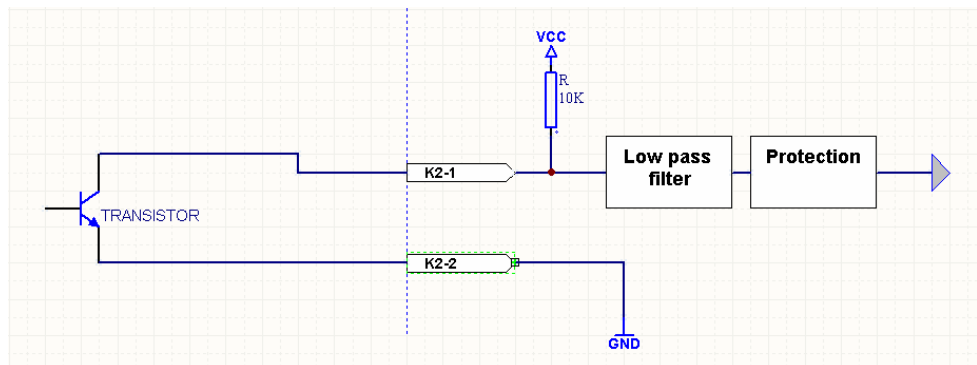 VCC
R
10K
Low pass
filter
Protection
K2-1
TRANSISTOR
K2-2
GND